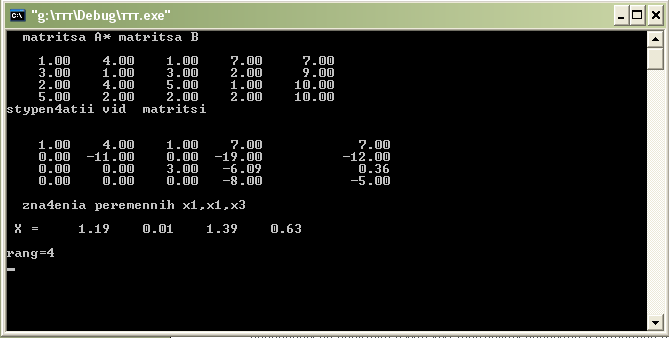 "g:\ттт\Debug\ттт.exe"
matritsa A* matritsa B
1.00 4.00 1.00 7.00 7.00
3.00 1.00 3.00 2.00 9.00
2.00 4.00 5.00 1.00 10.00
5.00 2.00 2.00 2.00 10.00
stypen4atii vid matritsi
1.00 4.00 1.00 7.00 7.00
0.00 -11.00 0.00 -19.00 -12.00
0.00 0.00 3.00 -6.09 0.36
0.00 0.00 0.00 -8.00 -5.00
zna4enia peremennih x1,x1,x3
X = 1.19 0.01 1.39 0.63
rang=4